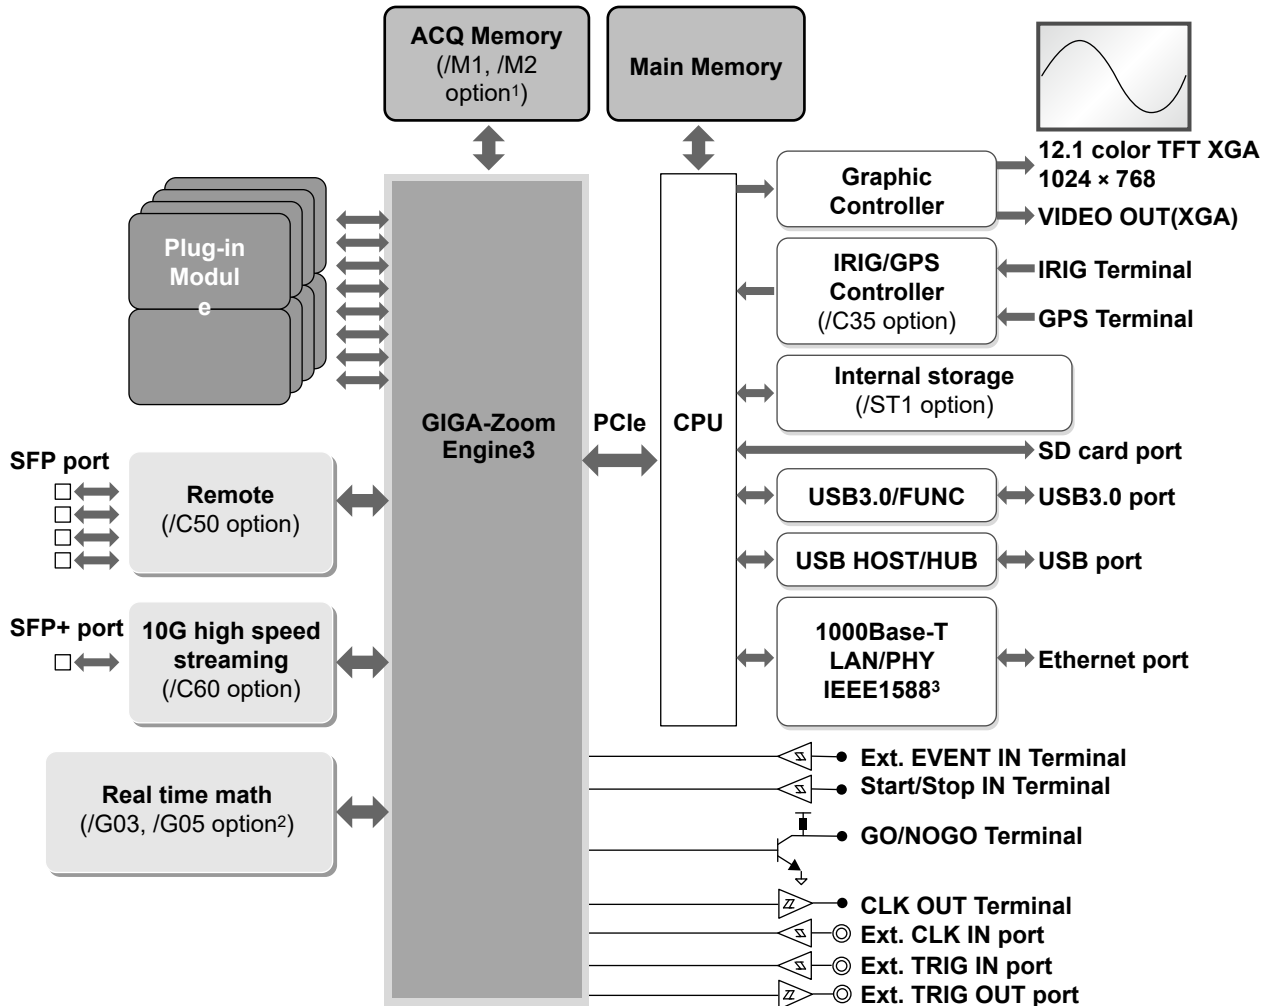 ACQ Memory
(/M1, /M2
option¹)
Main Memory
12.1 color TFT XGA
1024 × 768
VIDEO OUT(XGA)
Graphic
Controller
Plug-in
Modul
e
IRIG/GPS
Controller
(/C35 option)
IRIG Terminal
GPS Terminal
Internal storage
(/ST1 option)
GIGA-Zoom
Engine3
PCIe
CPU
SD card port
SFP port
Remote
(/C50 option)
USB3.0/FUNC
USB3.0 port
USB HOST/HUB
USB port
SFP+ port
10G high speed
streaming
(/C60 option)
1000Base-T
LAN/PHY
IEEE1588³
Ethernet port
Real time math
(/G03, /G05 option²)
Ext. EVENT IN Terminal
Start/Stop IN Terminal
GO/NOGO Terminal
CLK OUT Terminal
Ext. CLK IN port
Ext. TRIG IN port
Ext. TRIG OUT port